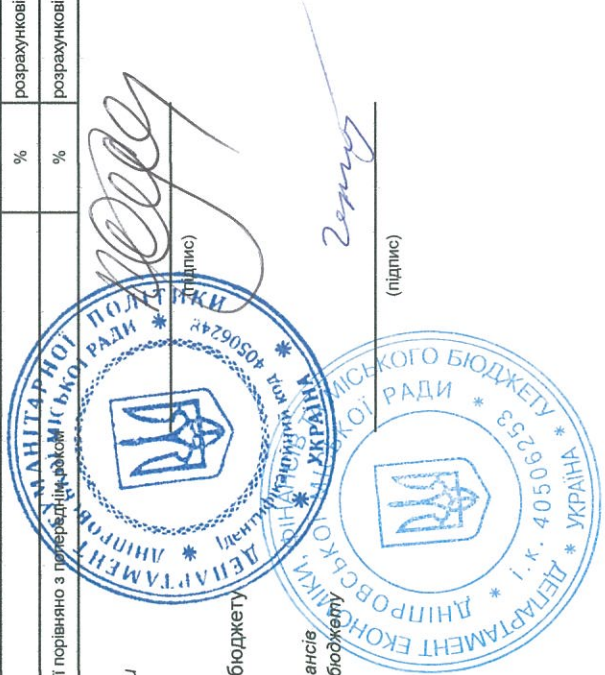 % розрахункові
% розрахункові
ї порівняно з попереднім роком
(підпис)
бюджету
ансів
бюджету
(підпис)
ДЕПАРТАМЕНТ ГУМАНІТАРНОЇ ПОЛІТИКИ
ДНІПРОВСЬКОЇ МІСЬКОЇ РАДИ
Ідентифікаційний код 40506248
* УКРАЇНА *
ДЕПАРТАМЕНТ ЕКОНОМІКИ, ФІНАНСІВ ТА МІСЬКОГО БЮДЖЕТУ * УКРАЇНА *
ДНІПРОВСЬКОЇ МІСЬКОЇ РАДИ * і.к. 40506253 *